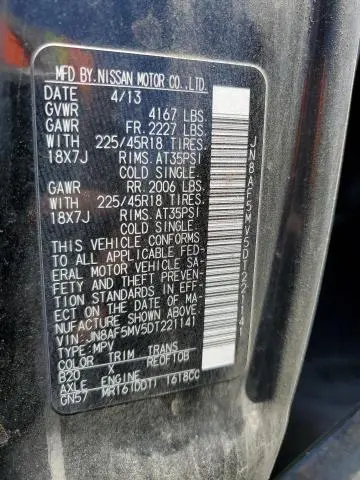 MFD BY. NISSAN MOTOR CO., LTD.
DATE 4/13
GVWR 4167 LBS.
GAWR FR. 2227 LBS.
WITH 225/45R18 TIRES.
18X7J RIMS. AT35PSI
COLD SINGLE.
GAWR RR. 2006 LBS.
WITH 225/45R18 TIRES.
18X7J RIMS. AT35PSI
COLD SINGLE.
THIS VEHICLE CONFORMS
TO ALL APPLICABLE FED-
ERAL MOTOR VEHICLE SA-
FETY AND THEFT PREVEN-
TION STANDARDS IN EFF-
ECT ON THE DATE OF MA-
NUFACTURE SHOWN ABOVE.
VIN: JN8AF5MV5DT221141
TYPE: MPV
COLOR TRIM TRANS
B20 X RE0F10B
AXLE ENGINE
GN57 MR16(DDT) 1618CC
JN8AF5MV5DT221141